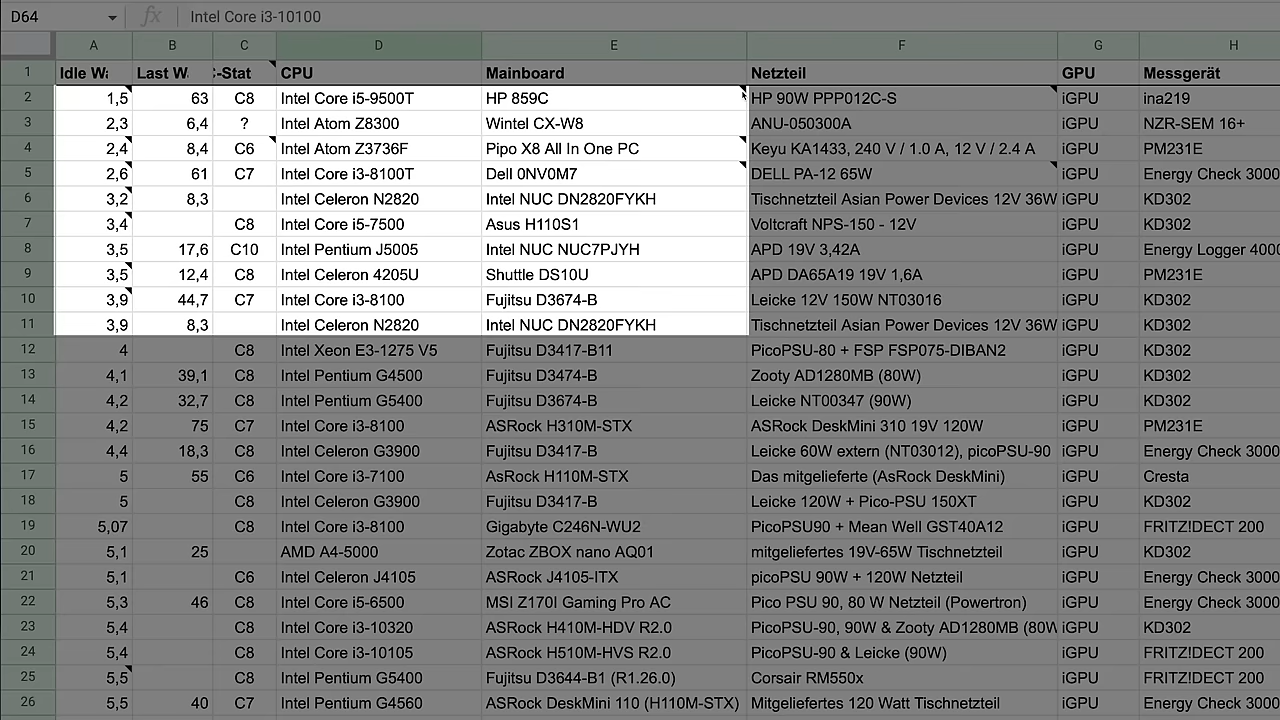 D64 fx Intel Core i3-10100
A B C D E F G H
1 Idle Wa Last W :-Stat CPU Mainboard Netzteil GPU Messgerät
2 1,5 63 C8 Intel Core i5-9500T HP 859C HP 90W PPP012C-S iGPU ina219
3 2,3 6,4 ? Intel Atom Z8300 Wintel CX-W8 ANU-050300A iGPU NZR-SEM 16+
4 2,4 8,4 C6 Intel Atom Z3736F Pipo X8 All In One PC Keyu KA1433, 240 V / 1.0 A, 12 V / 2.4 A iGPU PM231E
5 2,6 61 C7 Intel Core i3-8100T Dell 0NV0M7 DELL PA-12 65W iGPU Energy Check 3000
6 3,2 8,3 Intel Celeron N2820 Intel NUC DN2820FYKH Tischnetzteil Asian Power Devices 12V 36W iGPU KD302
7 3,4 C8 Intel Core i5-7500 Asus H110S1 Voltcraft NPS-150 - 12V iGPU KD302
8 3,5 17,6 C10 Intel Pentium J5005 Intel NUC NUC7PJYH APD 19V 3,42A iGPU Energy Logger 4000
9 3,5 12,4 C8 Intel Celeron 4205U Shuttle DS10U APD DA65A19 19V 1,6A iGPU PM231E
10 3,9 44,7 C7 Intel Core i3-8100 Fujitsu D3674-B Leicke 12V 150W NT03016 iGPU KD302
11 3,9 8,3 Intel Celeron N2820 Intel NUC DN2820FYKH Tischnetzteil Asian Power Devices 12V 36W iGPU KD302
12 4 C8 Intel Xeon E3-1275 V5 Fujitsu D3417-B11 PicoPSU-80 + FSP FSP075-DIBAN2 iGPU KD302
13 4,1 39,1 C8 Intel Pentium G4500 Fujitsu D3474-B Zooty AD1280MB (80W) iGPU KD302
14 4,2 32,7 C8 Intel Pentium G5400 Fujitsu D3674-B Leicke NT00347 (90W) iGPU KD302
15 4,2 75 C7 Intel Core i3-8100 ASRock H310M-STX ASRock DeskMini 310 19V 120W iGPU PM231E
16 4,4 18,3 C8 Intel Celeron G3900 Fujitsu D3417-B Leicke 60W extern (NT03012), picoPSU-90 iGPU Energy Check 3000
17 5 55 C6 Intel Core i3-7100 AsRock H110M-STX Das mitgelieferte (AsRock DeskMini) iGPU Cresta
18 5 C8 Intel Celeron G3900 Fujitsu D3417-B Leicke 120W + Pico-PSU 150XT iGPU KD302
19 5,07 C8 Intel Core i3-8100 Gigabyte C246N-WU2 PicoPSU90 + Mean Well GST40A12 iGPU FRITZ!DECT 200
20 5,1 25 AMD A4-5000 Zotac ZBOX nano AQ01 mitgeliefertes 19V-65W Tischnetzteil iGPU KD302
21 5,1 C6 Intel Celeron J4105 ASRock J4105-ITX picoPSU 90W + 120W Netzteil iGPU Energy Check 3000
22 5,3 46 C8 Intel Core i5-6500 MSI Z170I Gaming Pro AC Pico PSU 90, 80 W Netzteil (Powertron) iGPU Energy Check 3000
23 5,4 C8 Intel Core i3-10320 ASRock H410M-HDV R2.0 PicoPSU-90, 90W & Zooty AD1280MB (80W iGPU KD302
24 5,4 C8 Intel Core i3-10105 ASRock H510M-HVS R2.0 PicoPSU-90 & Leicke (90W) iGPU FRITZ!DECT 200
25 5,5 C8 Intel Pentium G5400 Fujitsu D3644-B1 (R1.26.0) Corsair RM550x iGPU FRITZ!DECT 200
26 5,5 40 C7 Intel Pentium G4560 ASRock DeskMini 110 (H110M-STX) Mitgeliefertes 120 Watt Tischnetzteil iGPU Energy Check 3000